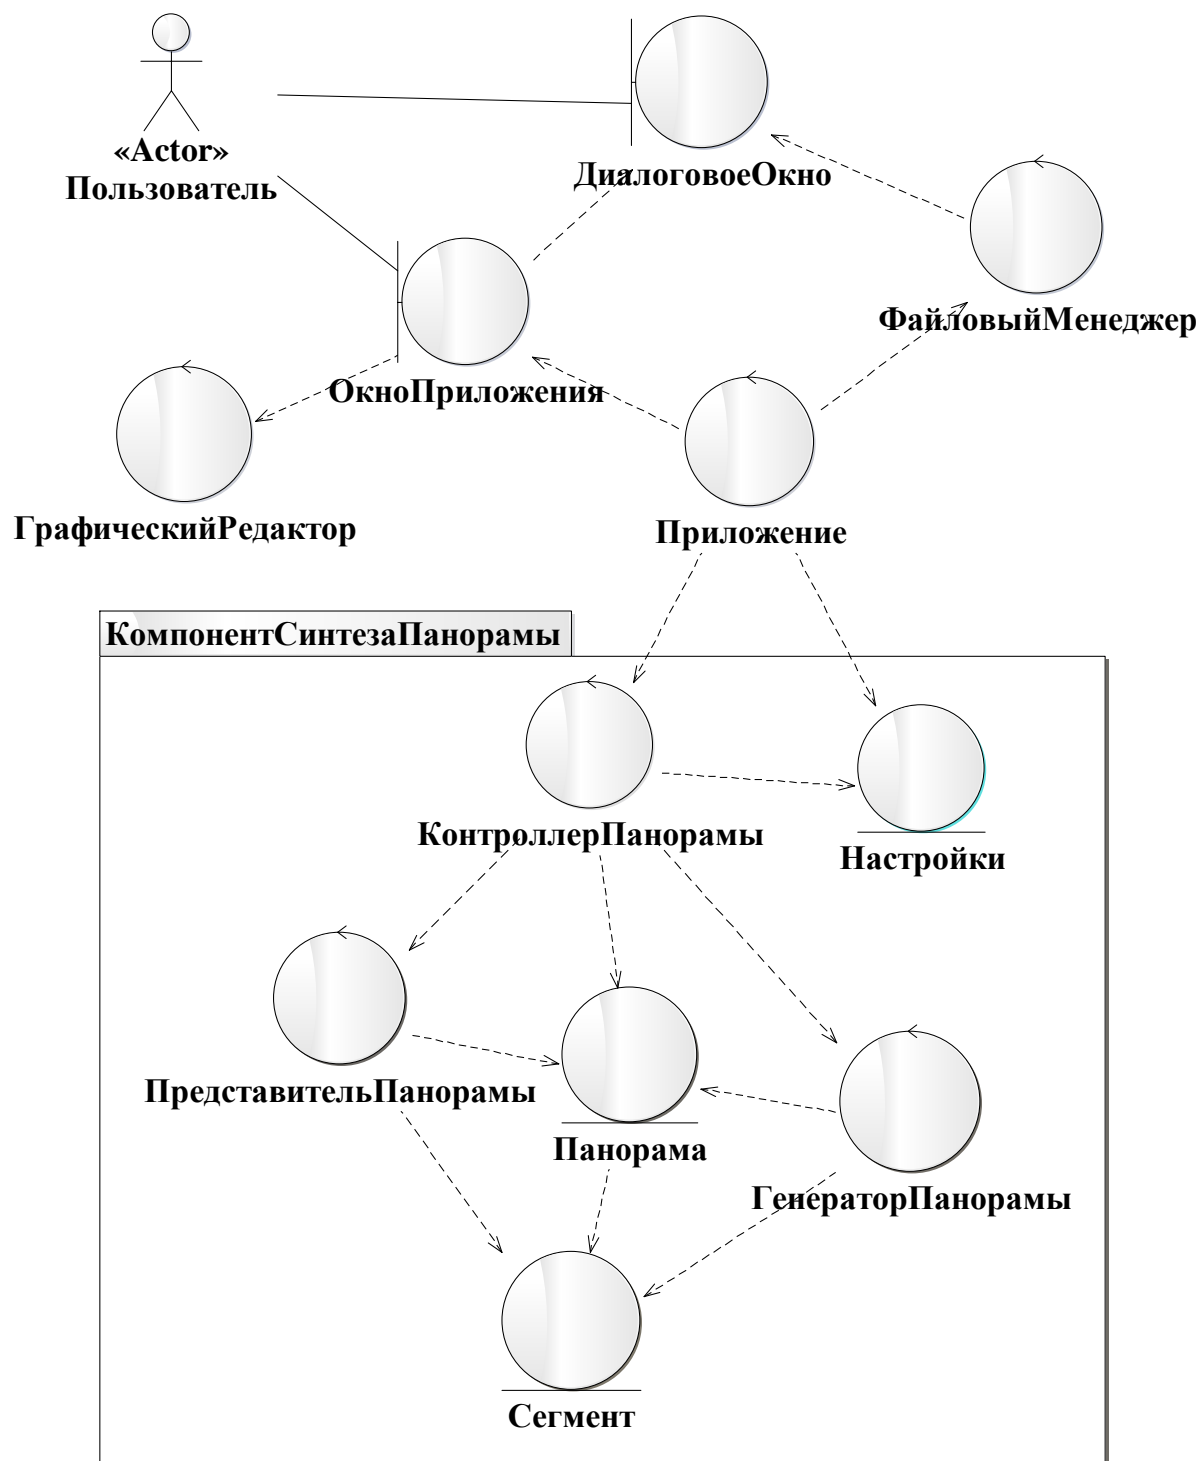 «Actor»
Пользователь
ДиалоговоеОкно
ФайловыйМенеджер
ОкноПриложения
ГрафическийРедактор
Приложение
КомпонентСинтезаПанорамы
КонтроллерПанорамы
Настройки
ПредставительПанорамы
Панорама
ГенераторПанорамы
Сегмент